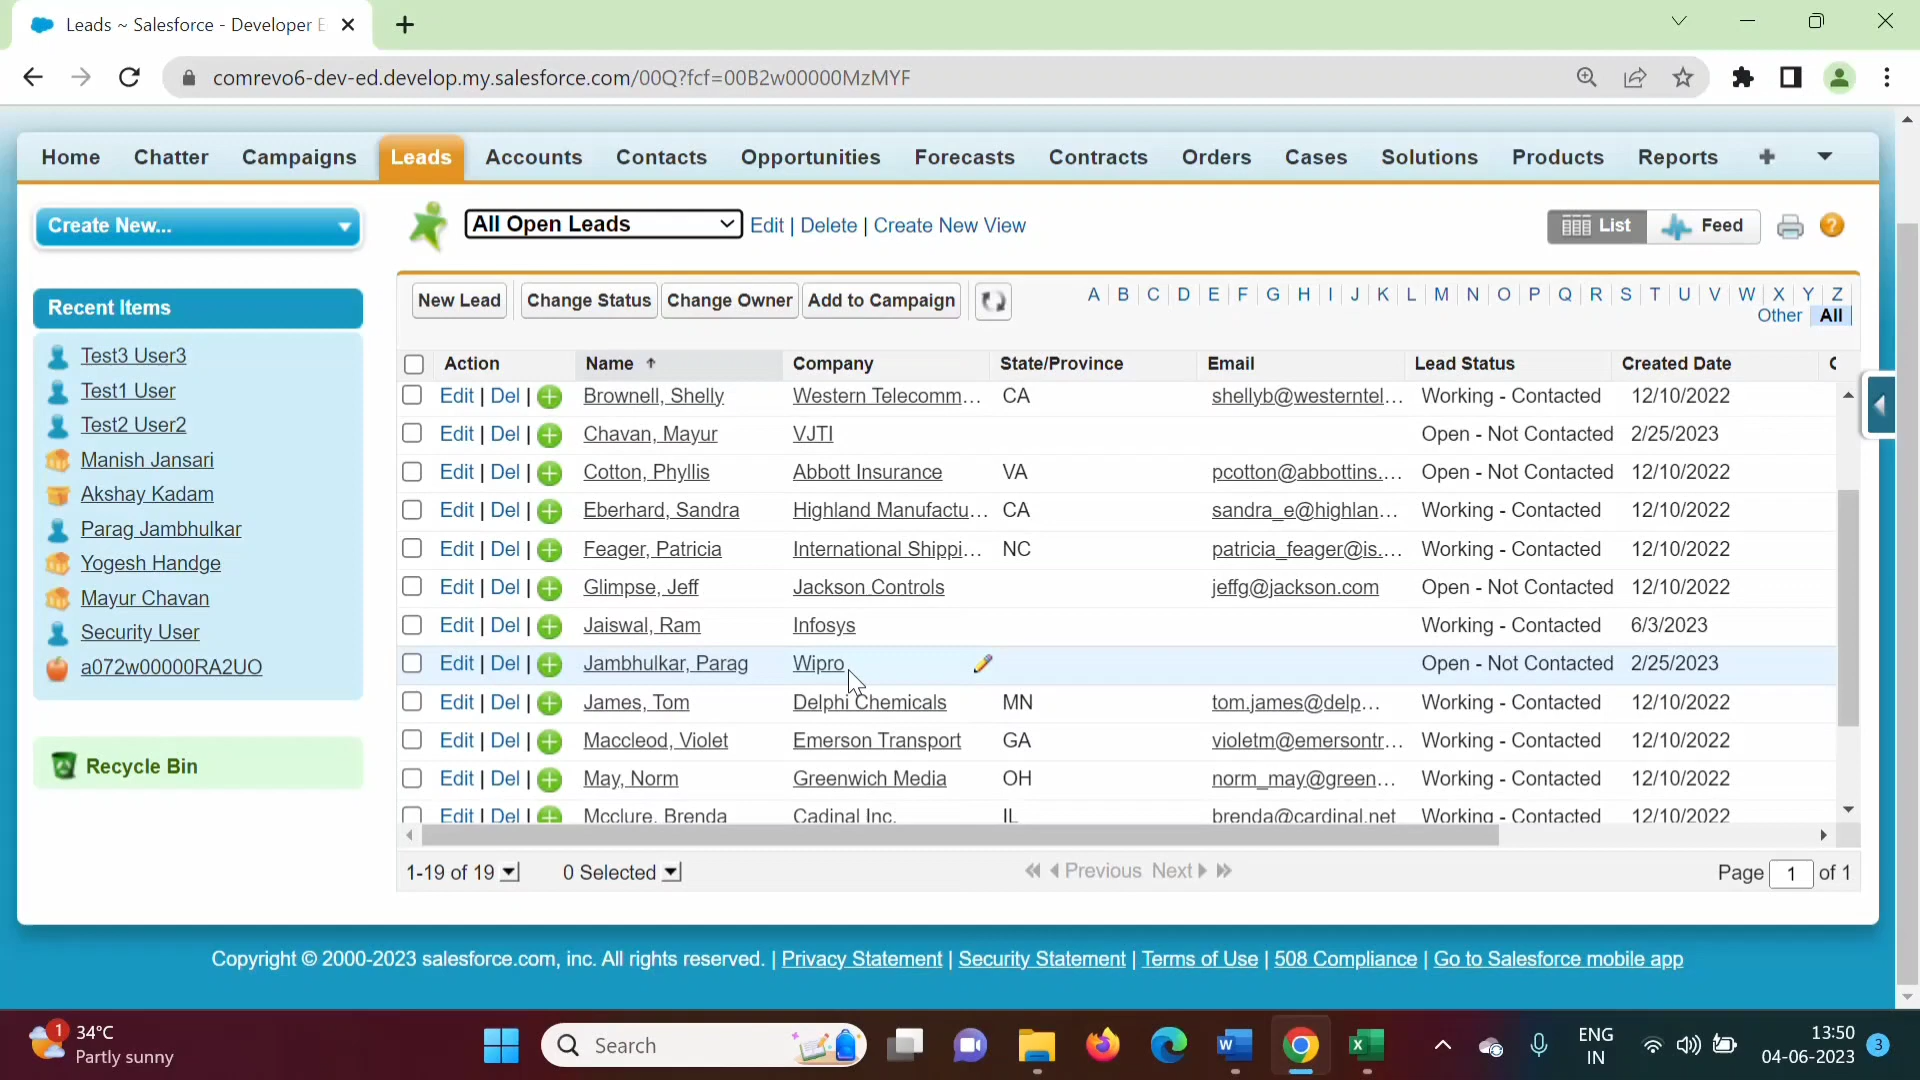 Leads ~ Salesforce - Developer E
comrevo6-dev-ed.develop.my.salesforce.com/00Q?fcf=00B2w00000MzMYF
Home Chatter Campaigns Leads Accounts Contacts Opportunities Forecasts Contracts Orders Cases Solutions Products Reports
Create New...
All Open Leads Edit | Delete | Create New View List Feed
Recent Items
Test3 User3
Test1 User
Test2 User2
Manish Jansari
Akshay Kadam
Parag Jambhulkar
Yogesh Handge
Mayur Chavan
Security User
a072w00000RA2UO
Recycle Bin
New Lead Change Status Change Owner Add to Campaign
A | B | C | D | E | F | G | H | I | J | K | L | M | N | O | P | Q | R | S | T | U | V | W | X | Y | Z
Other All
Action Name Company State/Province Email Lead Status Created Date
Edit | Del | Brownell, Shelly Western Telecomm... CA shellyb@westerntel... Working - Contacted 12/10/2022
Edit | Del | Chavan, Mayur VJTI Open - Not Contacted 2/25/2023
Edit | Del | Cotton, Phyllis Abbott Insurance VA pcotton@abbottins.... Open - Not Contacted 12/10/2022
Edit | Del | Eberhard, Sandra Highland Manufactu... CA sandra_e@highlan... Working - Contacted 12/10/2022
Edit | Del | Feager, Patricia International Shippi... NC patricia_feager@is.... Working - Contacted 12/10/2022
Edit | Del | Glimpse, Jeff Jackson Controls jeffg@jackson.com Open - Not Contacted 12/10/2022
Edit | Del | Jaiswal, Ram Infosys Working - Contacted 6/3/2023
Edit | Del | Jambhulkar, Parag Wipro Open - Not Contacted 2/25/2023
Edit | Del | James, Tom Delphi Chemicals MN tom.james@delp... Working - Contacted 12/10/2022
Edit | Del | Maccleod, Violet Emerson Transport GA violetm@emersontr... Working - Contacted 12/10/2022
Edit | Del | May, Norm Greenwich Media OH norm_may@green... Working - Contacted 12/10/2022
Edit | Del | Mcclure, Brenda Cadinal Inc. IL brenda@cardinal.net Working - Contacted 12/10/2022
1-19 of 19 0 Selected Previous Next Page 1 of 1
Copyright © 2000-2023 salesforce.com, inc. All rights reserved. | Privacy Statement | Security Statement | Terms of Use | 508 Compliance | Go to Salesforce mobile app
1 34°C
Partly sunny
Search
ENG
IN
13:50
04-06-2023
3